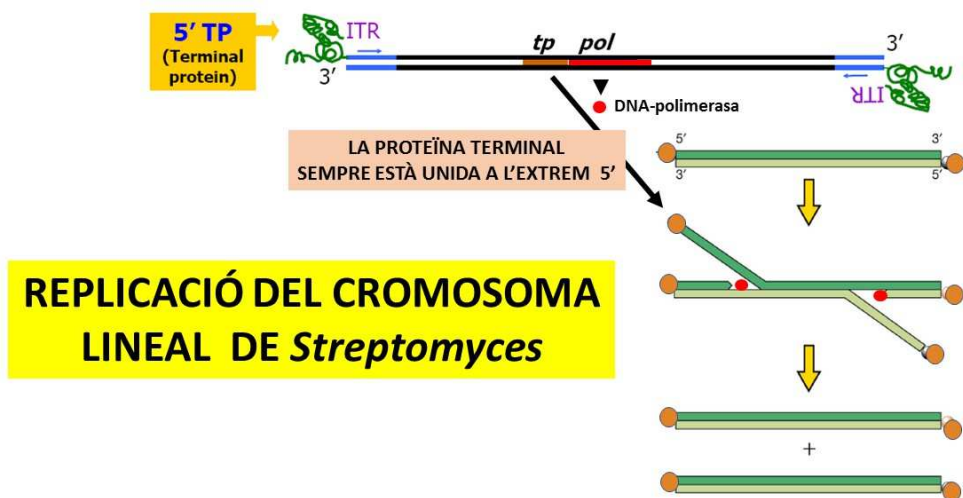 5’ TP
(Terminal
protein)
ITR
3’
tp pol
3’
ITR
DNA-polimerasa
LA PROTEÏNA TERMINAL
SEMPRE ESTÀ UNIDA A L’EXTREM 5’
5′ 3′
3′ 5′
REPLICACIÓ DEL CROMOSOMA
LINEAL DE Streptomyces
+